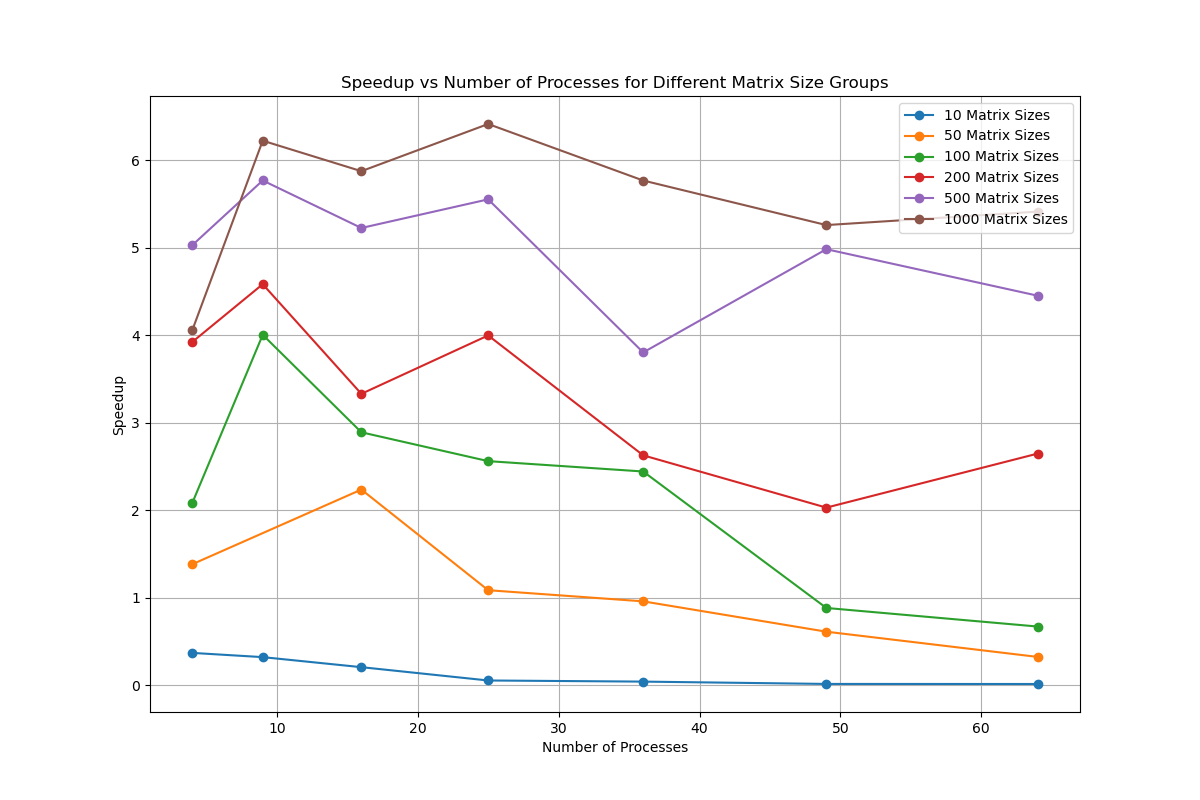 Speedup vs Number of Processes for Different Matrix Size Groups
10 Matrix Sizes
50 Matrix Sizes
100 Matrix Sizes
200 Matrix Sizes
500 Matrix Sizes
1000 Matrix Sizes
Speedup
6
5
4
3
2
1
0
10 20 30 40 50 60
Number of Processes